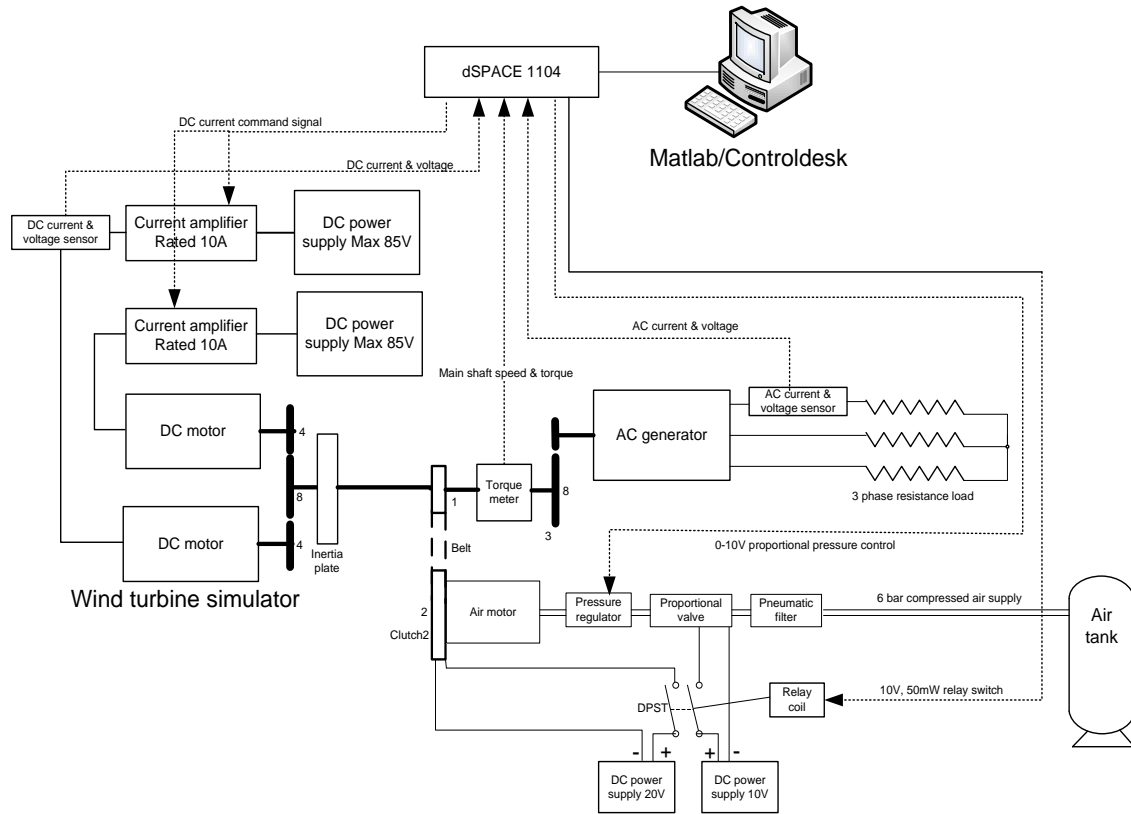 dSPACE 1104
Matlab/Controldesk
DC current command signal
DC current & voltage
DC current &
voltage sensor
Current amplifier
Rated 10A
DC power
supply Max 85V
Current amplifier
Rated 10A
DC power
supply Max 85V
AC current & voltage
Main shaft speed & torque
DC motor
4
8
4
DC motor
Inertia
plate
Wind turbine simulator
1
Torque
meter
8
3
AC generator
AC current &
voltage sensor
3 phase resistance load
Belt
0-10V proportional pressure control
2
Clutch2
Air motor
Pressure
regulator
Proportional
valve
Pneumatic
filter
6 bar compressed air supply
Air
tank
DPST
Relay
coil
10V, 50mW relay switch
- +
+ -
DC power
supply 20V
DC power
supply 10V